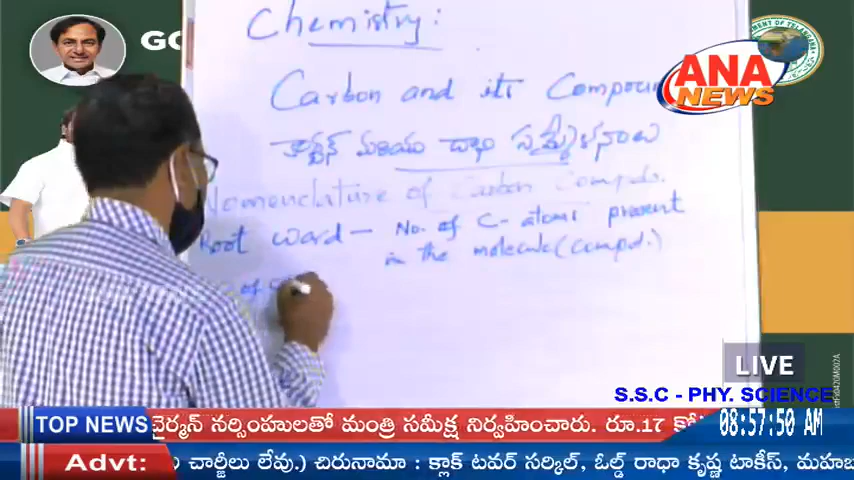 GO
Chemistry:
Carbon and its Compoun
కార్బన్ మరియు దాని సమ్మేళనాలు
Nomenclature of Carbon Compds.
Root word - No. of C- atoms present
in the molecule (compd.)
of C
ANA
NEWS
LIVE
S.S.C - PHY. SCIENCE
TOP NEWS
చైర్మన్ నర్సింహులతో మంత్రి సమీక్ష నిర్వహించారు. రూ.17 కో
08:57:50 AM
Advt:
చార్జీలు లేవు.) చిరునామా : క్లాక్ టవర్ సర్కిల్, ఓల్డ్ రాధా కృష్ణ టాకీస్, మహబ